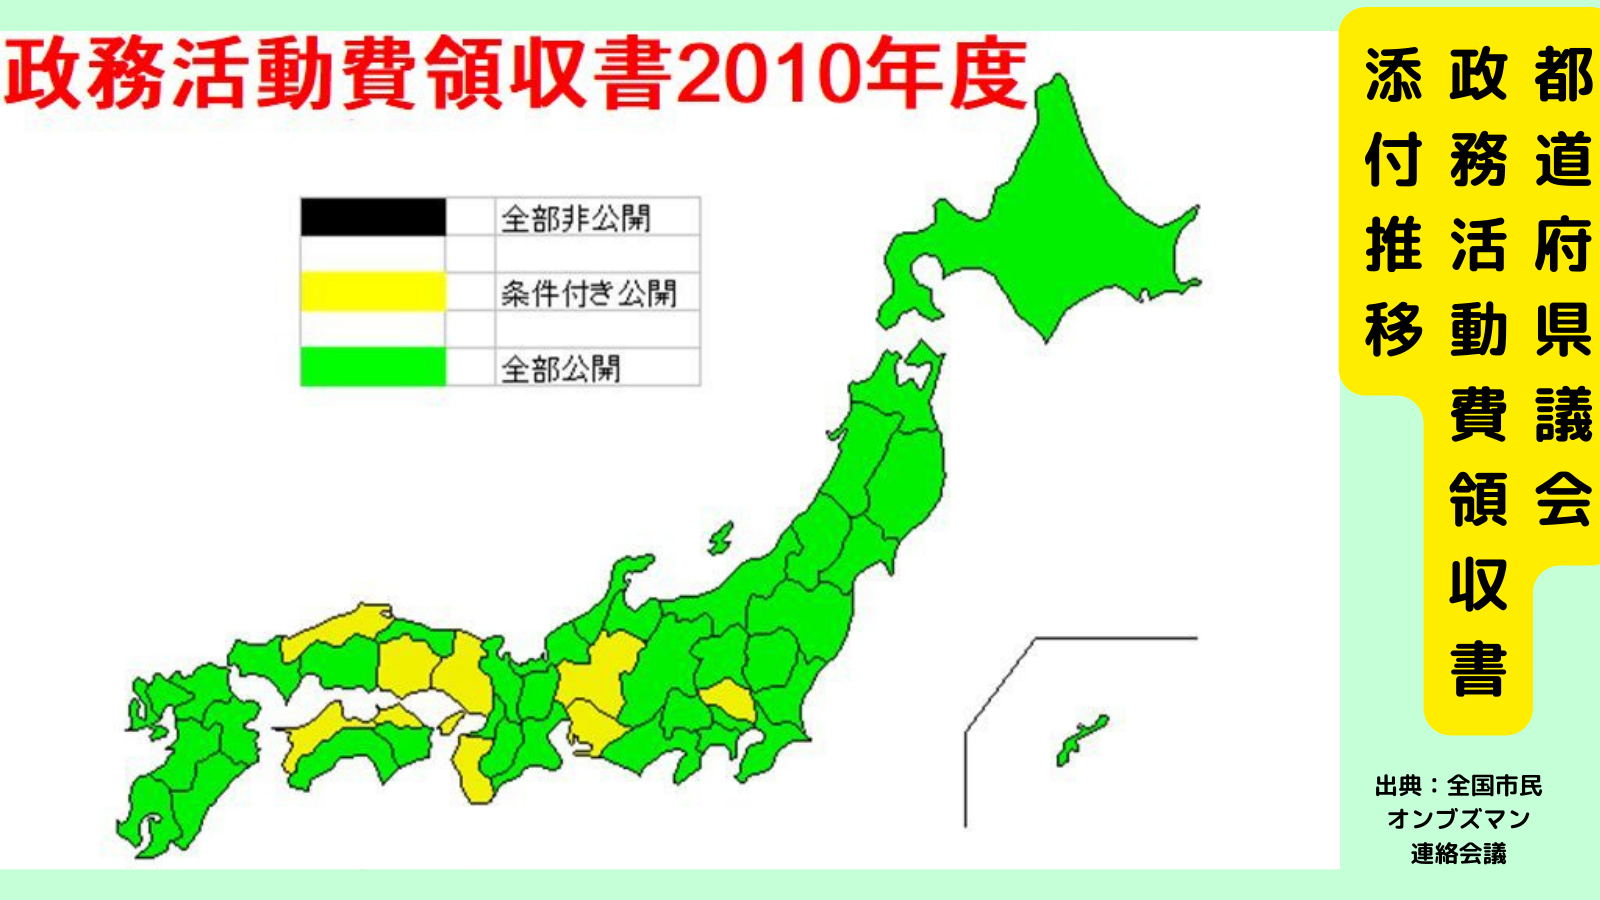 政務活動費領収書2010年度
全部非公開
条件付き公開
全部公開
都道府県議会
政務活動費領収書
添付推移
出典：全国市民
オンブズマン
連絡会議